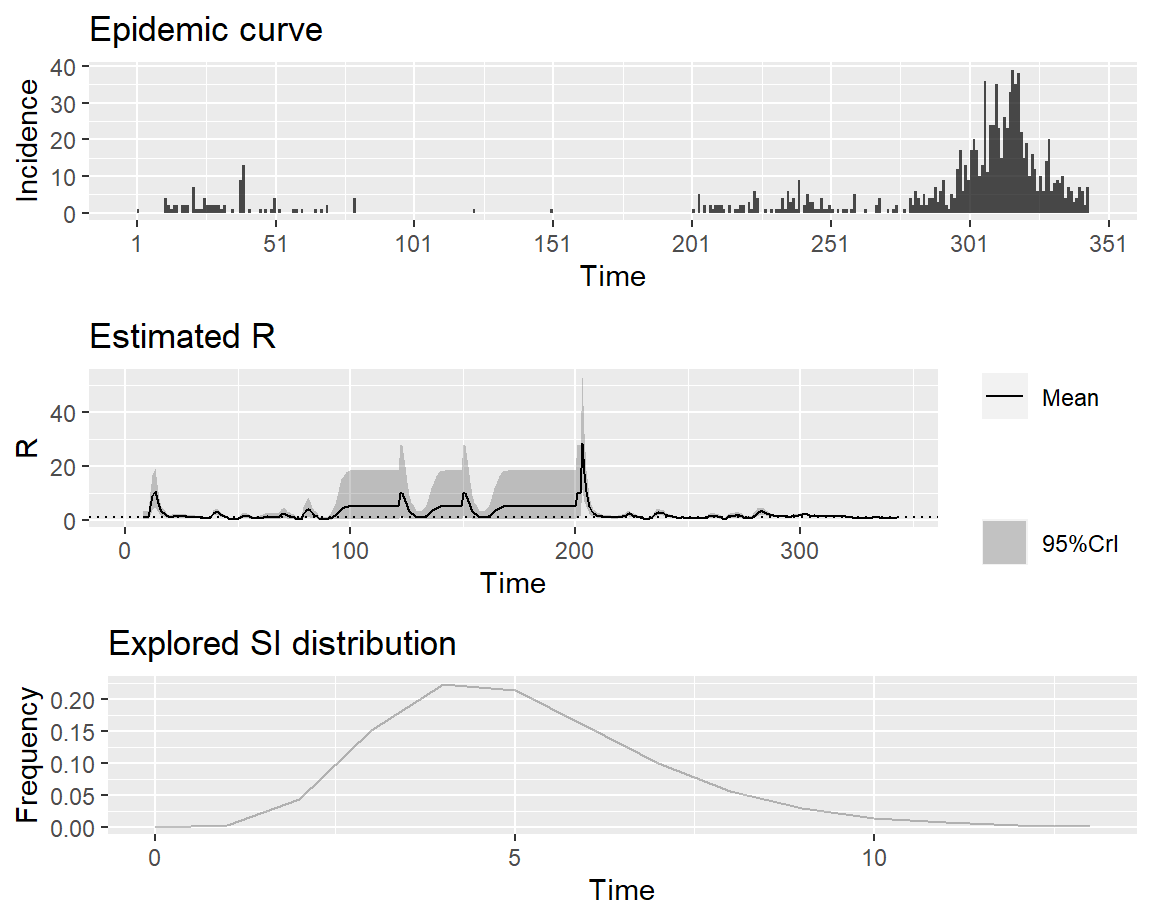 Epidemic curve
Incidence
40
30
20
10
0
1 51 101 151 201 251 301 351
Time
Estimated R
R
40
20
0
0 100 200 300
Time
Mean
95%CrI
Explored SI distribution
Frequency
0.20
0.15
0.10
0.05
0.00
0 5 10
Time